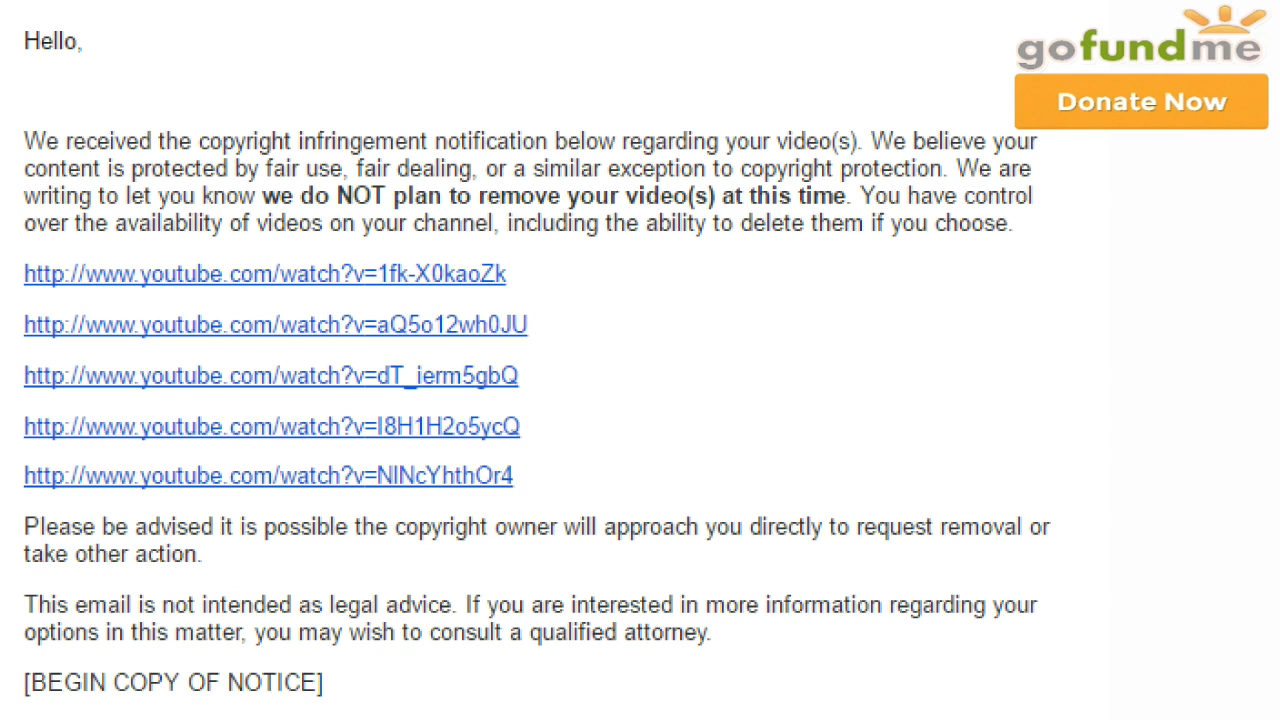 Hello,
gofundme
Donate Now
We received the copyright infringement notification below regarding your video(s). We believe your
content is protected by fair use, fair dealing, or a similar exception to copyright protection. We are
writing to let you know we do NOT plan to remove your video(s) at this time. You have control
over the availability of videos on your channel, including the ability to delete them if you choose.
http://www.youtube.com/watch?v=1fk-X0kaoZk
http://www.youtube.com/watch?v=aQ5o12wh0JU
http://www.youtube.com/watch?v=dT_ierm5gbQ
http://www.youtube.com/watch?v=I8H1H2o5ycQ
http://www.youtube.com/watch?v=NlNcYhthOr4
Please be advised it is possible the copyright owner will approach you directly to request removal or
take other action.
This email is not intended as legal advice. If you are interested in more information regarding your
options in this matter, you may wish to consult a qualified attorney.
[BEGIN COPY OF NOTICE]